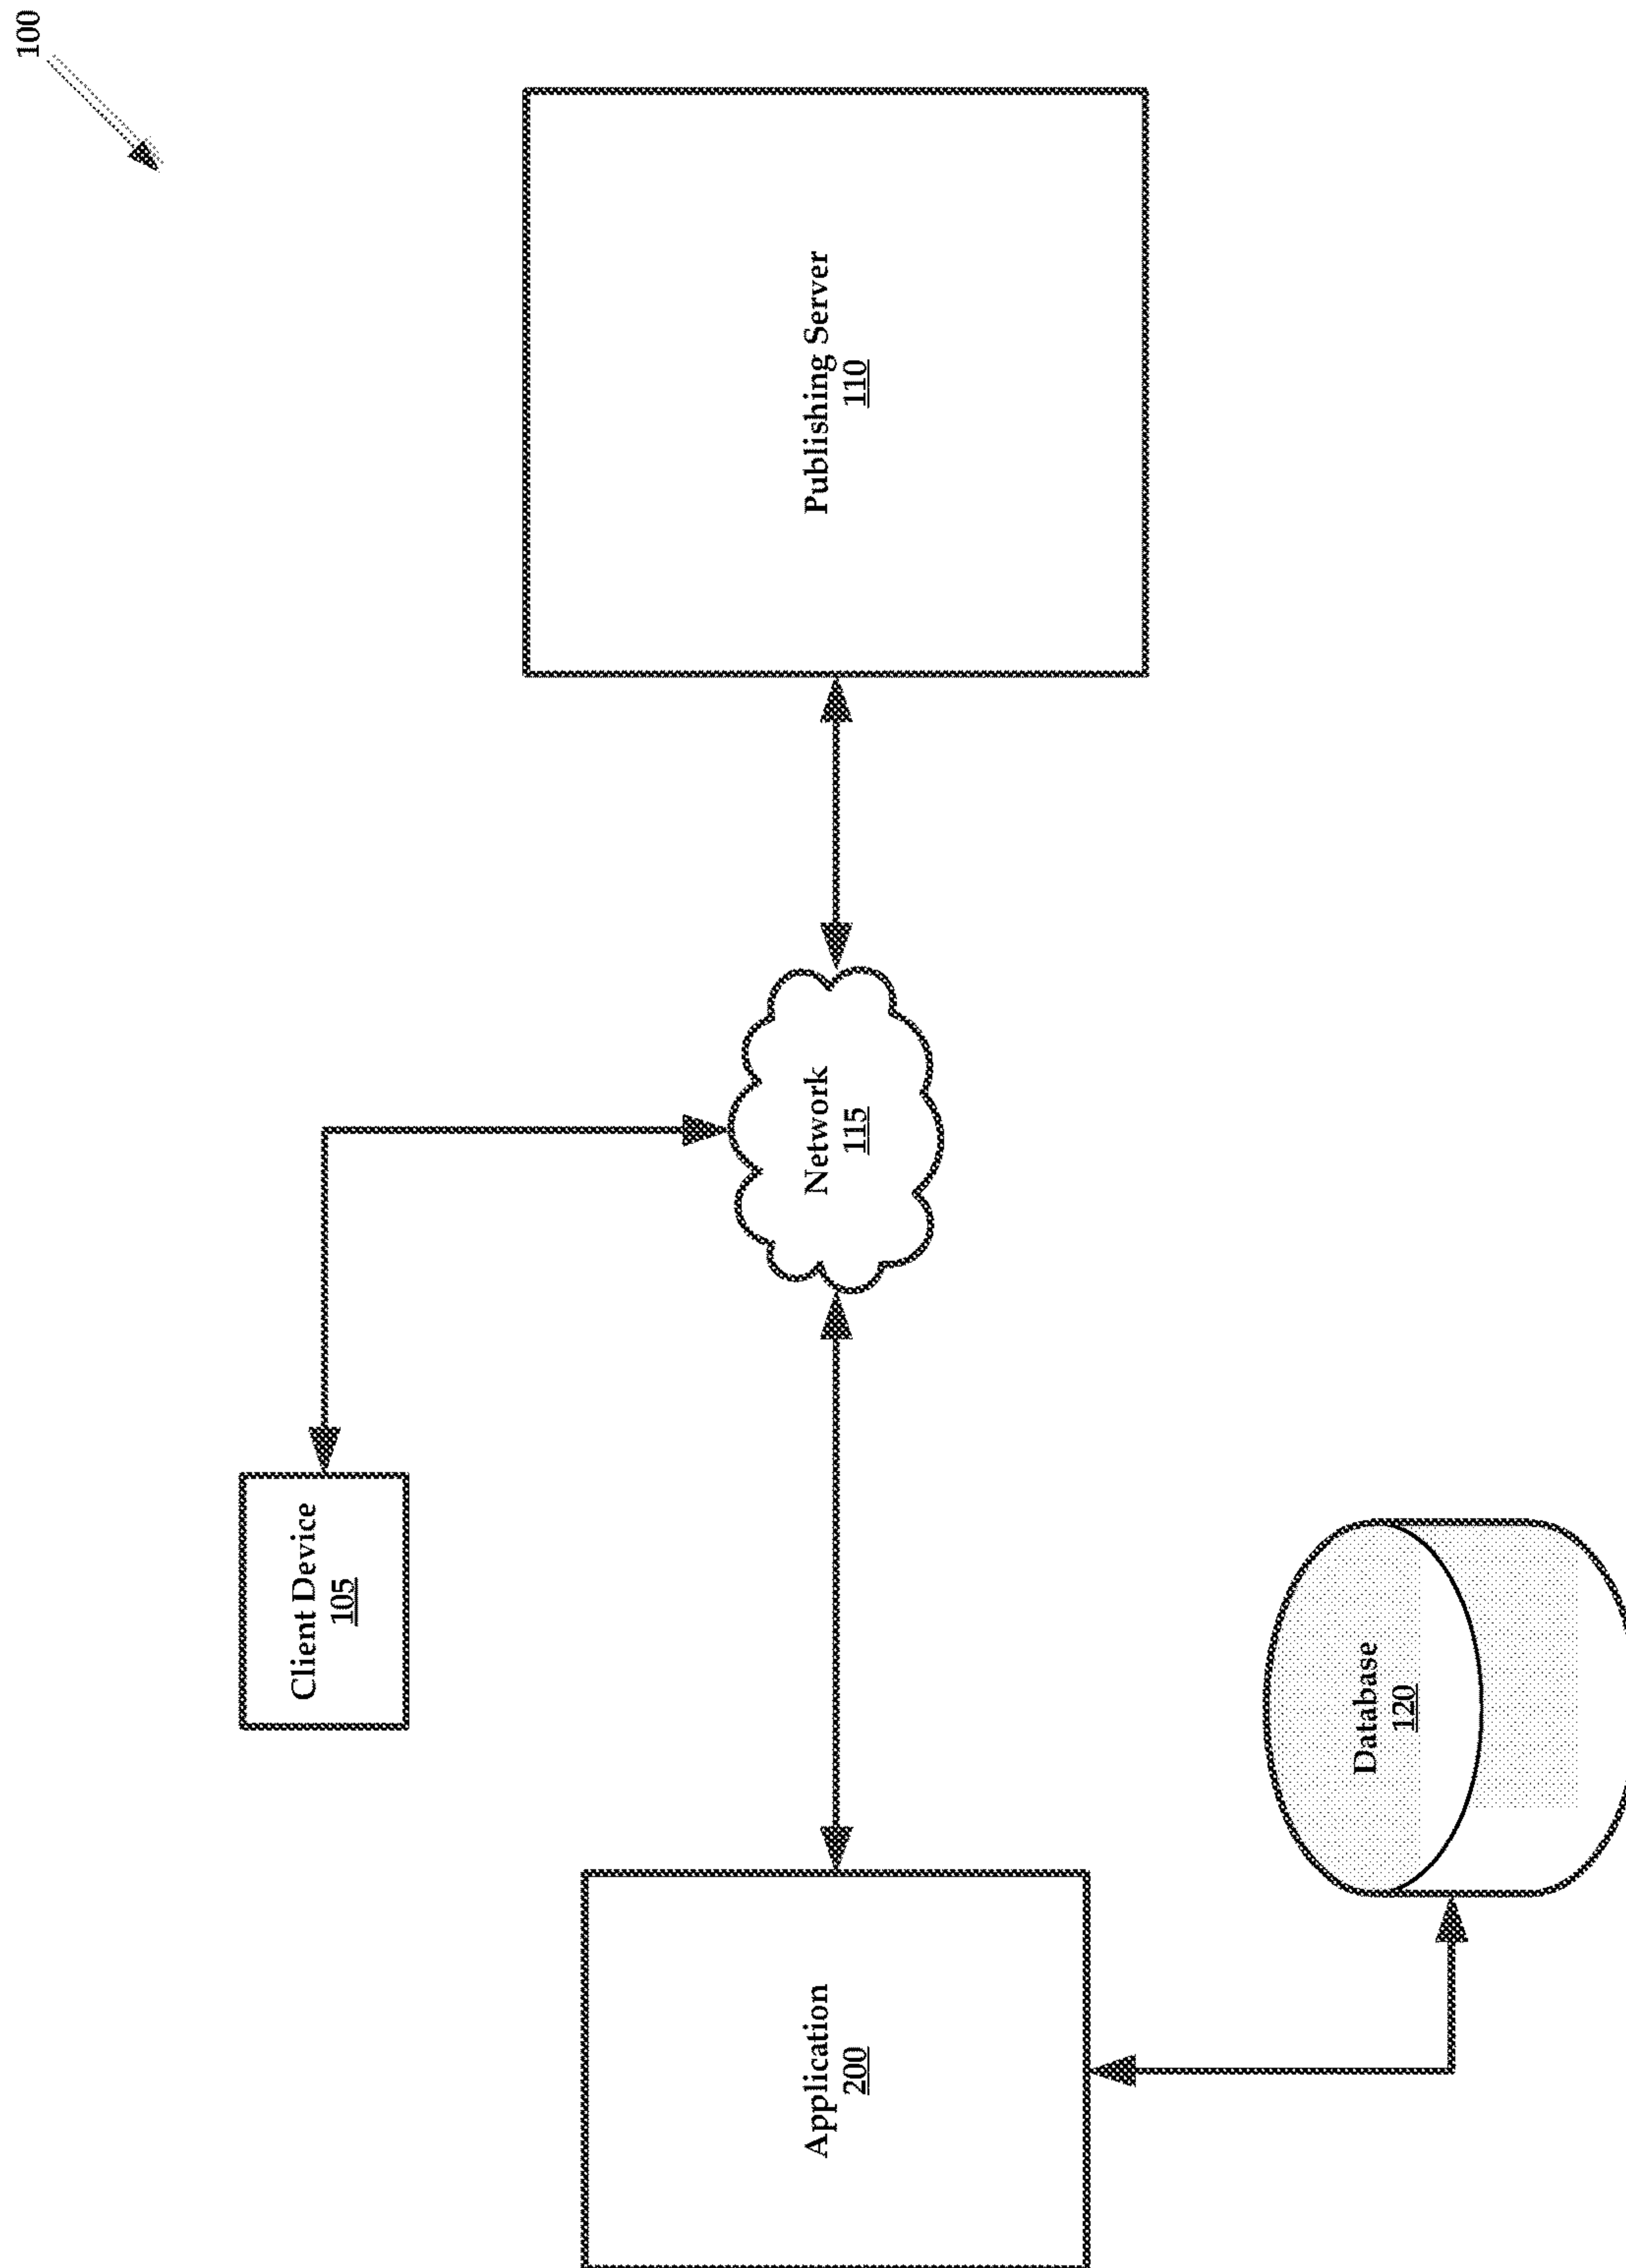 100
Client Device
105
Application
200
Network
115
Publishing Server
110
Database
120